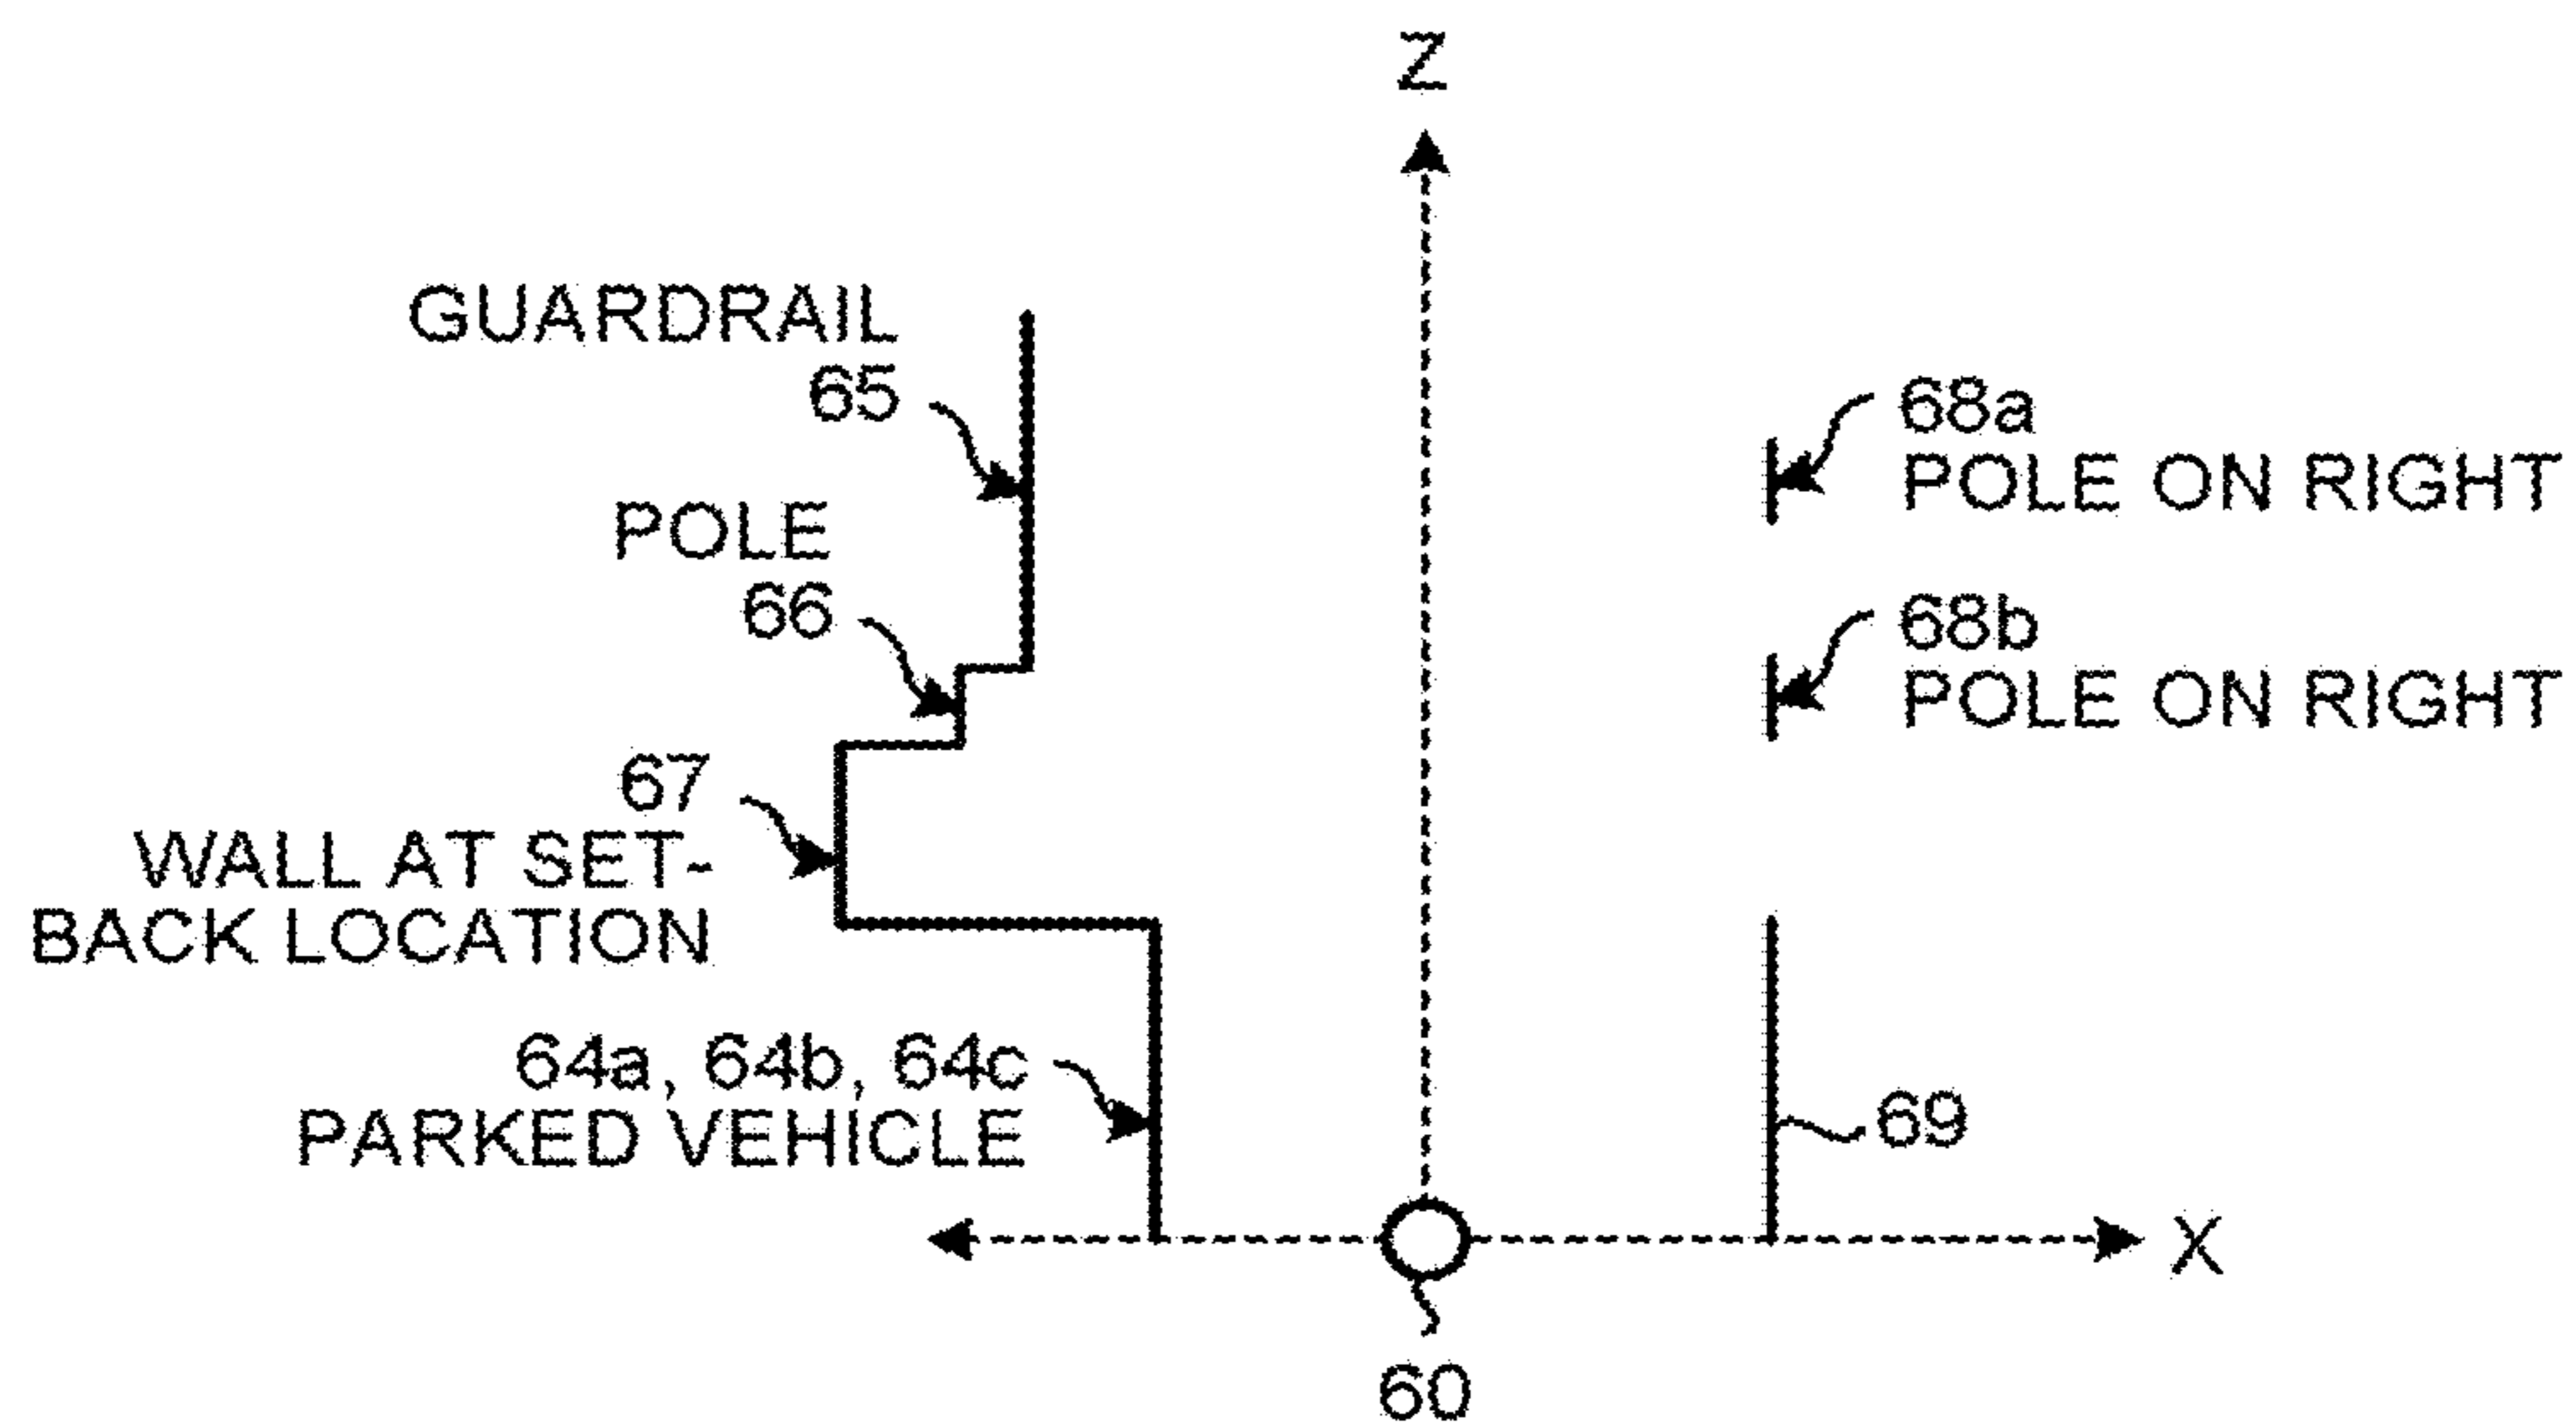 Z
GUARDRAIL
65
68a
POLE ON RIGHT
POLE
66
68b
POLE ON RIGHT
67
WALL AT SET-
BACK LOCATION
64a, 64b, 64c
PARKED VEHICLE
69
X
60